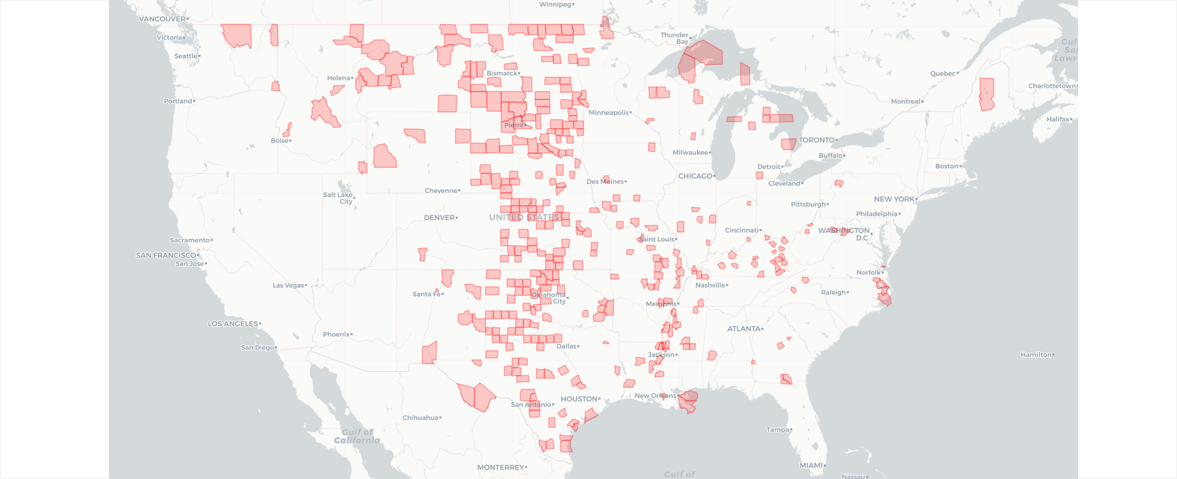 Winnipeg
VANCOUVER
Victoria
Seattle
Thunder
Bay
Helena
Bismarck
Quebec
Portland
Montreal
Charlottetown
Halifax
Minneapolis
Pierre
Boise
TORONTO
Buffalo
Milwaukee
Boston
Detroit
CHICAGO
Cleveland
Des Moines
Cheyenne
Salt Lake
City
NEW YORK
Pittsburgh
Philadelphia
DENVER
UNITED STATES
Cincinnati
WASHINGTON
D.C.
Sacramento
Saint Louis
SAN FRANCISCO
San Jose
Norfolk
Las Vegas
Nashville
Santa Fe
Oklahoma
City
Raleigh
Memphis
LOS ANGELES
Phoenix
ATLANTA
San Diego
Dallas
Jackson
Hamilton
New Orleans
HOUSTON
San Antonio
Chihuahua
Tampa
Gulf of
California
MIAMI
MONTERREY
Gulf of
Nassau